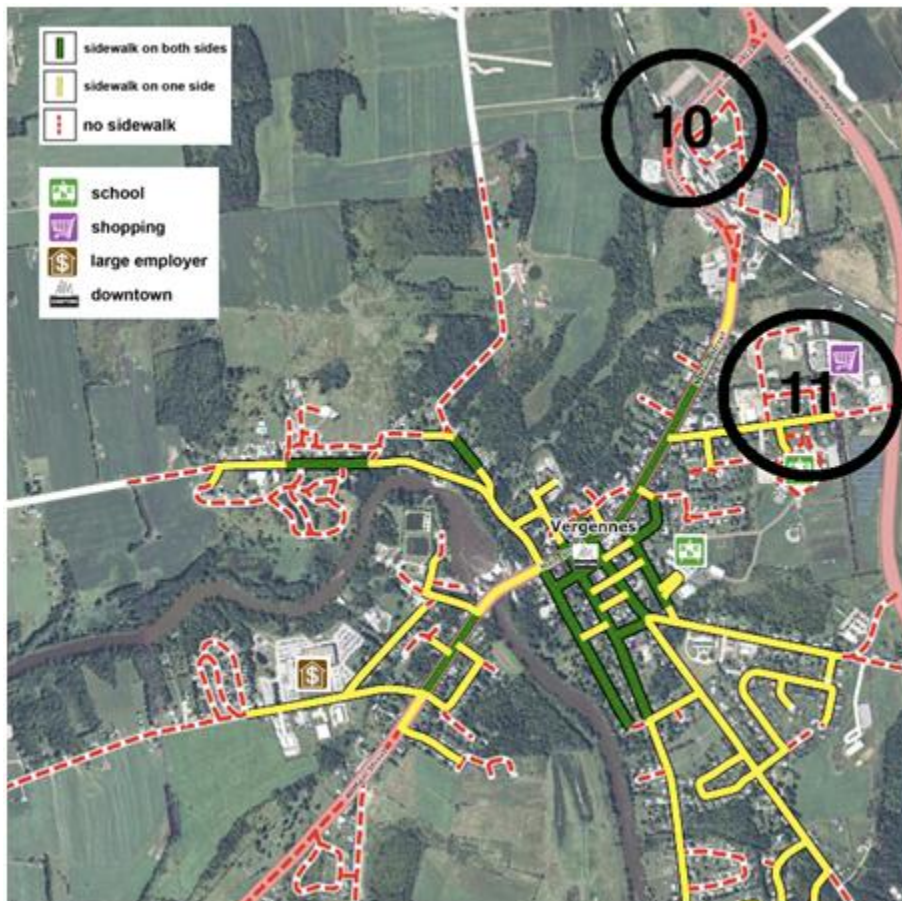 sidewalk on both sides
sidewalk on one side
no sidewalk
school
shopping
large employer
downtown
10
11
Vergennes